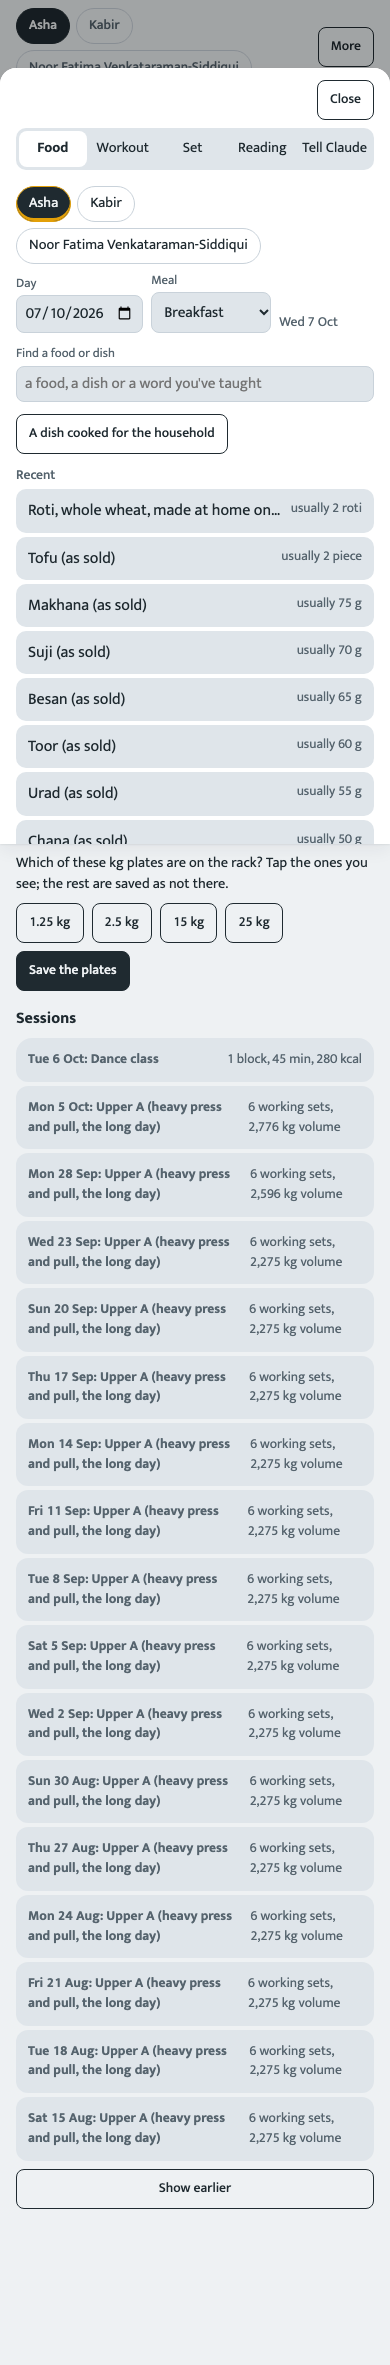 Asha
Kabir
Noor Fatima Venkataraman-Siddiqui
More
Close
Food Workout Set Reading Tell Claude
Asha
Kabir
Noor Fatima Venkataraman-Siddiqui
Day
Meal
07/10/2026
Breakfast
Wed 7 Oct
Find a food or dish
a food, a dish or a word you've taught
A dish cooked for the household
Recent
Roti, whole wheat, made at home on... usually 2 roti
Tofu (as sold) usually 2 piece
Makhana (as sold) usually 75 g
Suji (as sold) usually 70 g
Besan (as sold) usually 65 g
Toor (as sold) usually 60 g
Urad (as sold) usually 55 g
Chana (as sold) usually 50 g
Which of these kg plates are on the rack? Tap the ones you
see; the rest are saved as not there.
1.25 kg 2.5 kg 15 kg 25 kg
Save the plates
Sessions
Tue 6 Oct: Dance class 1 block, 45 min, 280 kcal
Mon 5 Oct: Upper A (heavy press 6 working sets,
and pull, the long day) 2,776 kg volume
Mon 28 Sep: Upper A (heavy press 6 working sets,
and pull, the long day) 2,596 kg volume
Wed 23 Sep: Upper A (heavy press 6 working sets,
and pull, the long day) 2,275 kg volume
Sun 20 Sep: Upper A (heavy press 6 working sets,
and pull, the long day) 2,275 kg volume
Thu 17 Sep: Upper A (heavy press 6 working sets,
and pull, the long day) 2,275 kg volume
Mon 14 Sep: Upper A (heavy press 6 working sets,
and pull, the long day) 2,275 kg volume
Fri 11 Sep: Upper A (heavy press 6 working sets,
and pull, the long day) 2,275 kg volume
Tue 8 Sep: Upper A (heavy press 6 working sets,
and pull, the long day) 2,275 kg volume
Sat 5 Sep: Upper A (heavy press 6 working sets,
and pull, the long day) 2,275 kg volume
Wed 2 Sep: Upper A (heavy press 6 working sets,
and pull, the long day) 2,275 kg volume
Sun 30 Aug: Upper A (heavy press 6 working sets,
and pull, the long day) 2,275 kg volume
Thu 27 Aug: Upper A (heavy press 6 working sets,
and pull, the long day) 2,275 kg volume
Mon 24 Aug: Upper A (heavy press 6 working sets,
and pull, the long day) 2,275 kg volume
Fri 21 Aug: Upper A (heavy press 6 working sets,
and pull, the long day) 2,275 kg volume
Tue 18 Aug: Upper A (heavy press 6 working sets,
and pull, the long day) 2,275 kg volume
Sat 15 Aug: Upper A (heavy press 6 working sets,
and pull, the long day) 2,275 kg volume
Show earlier